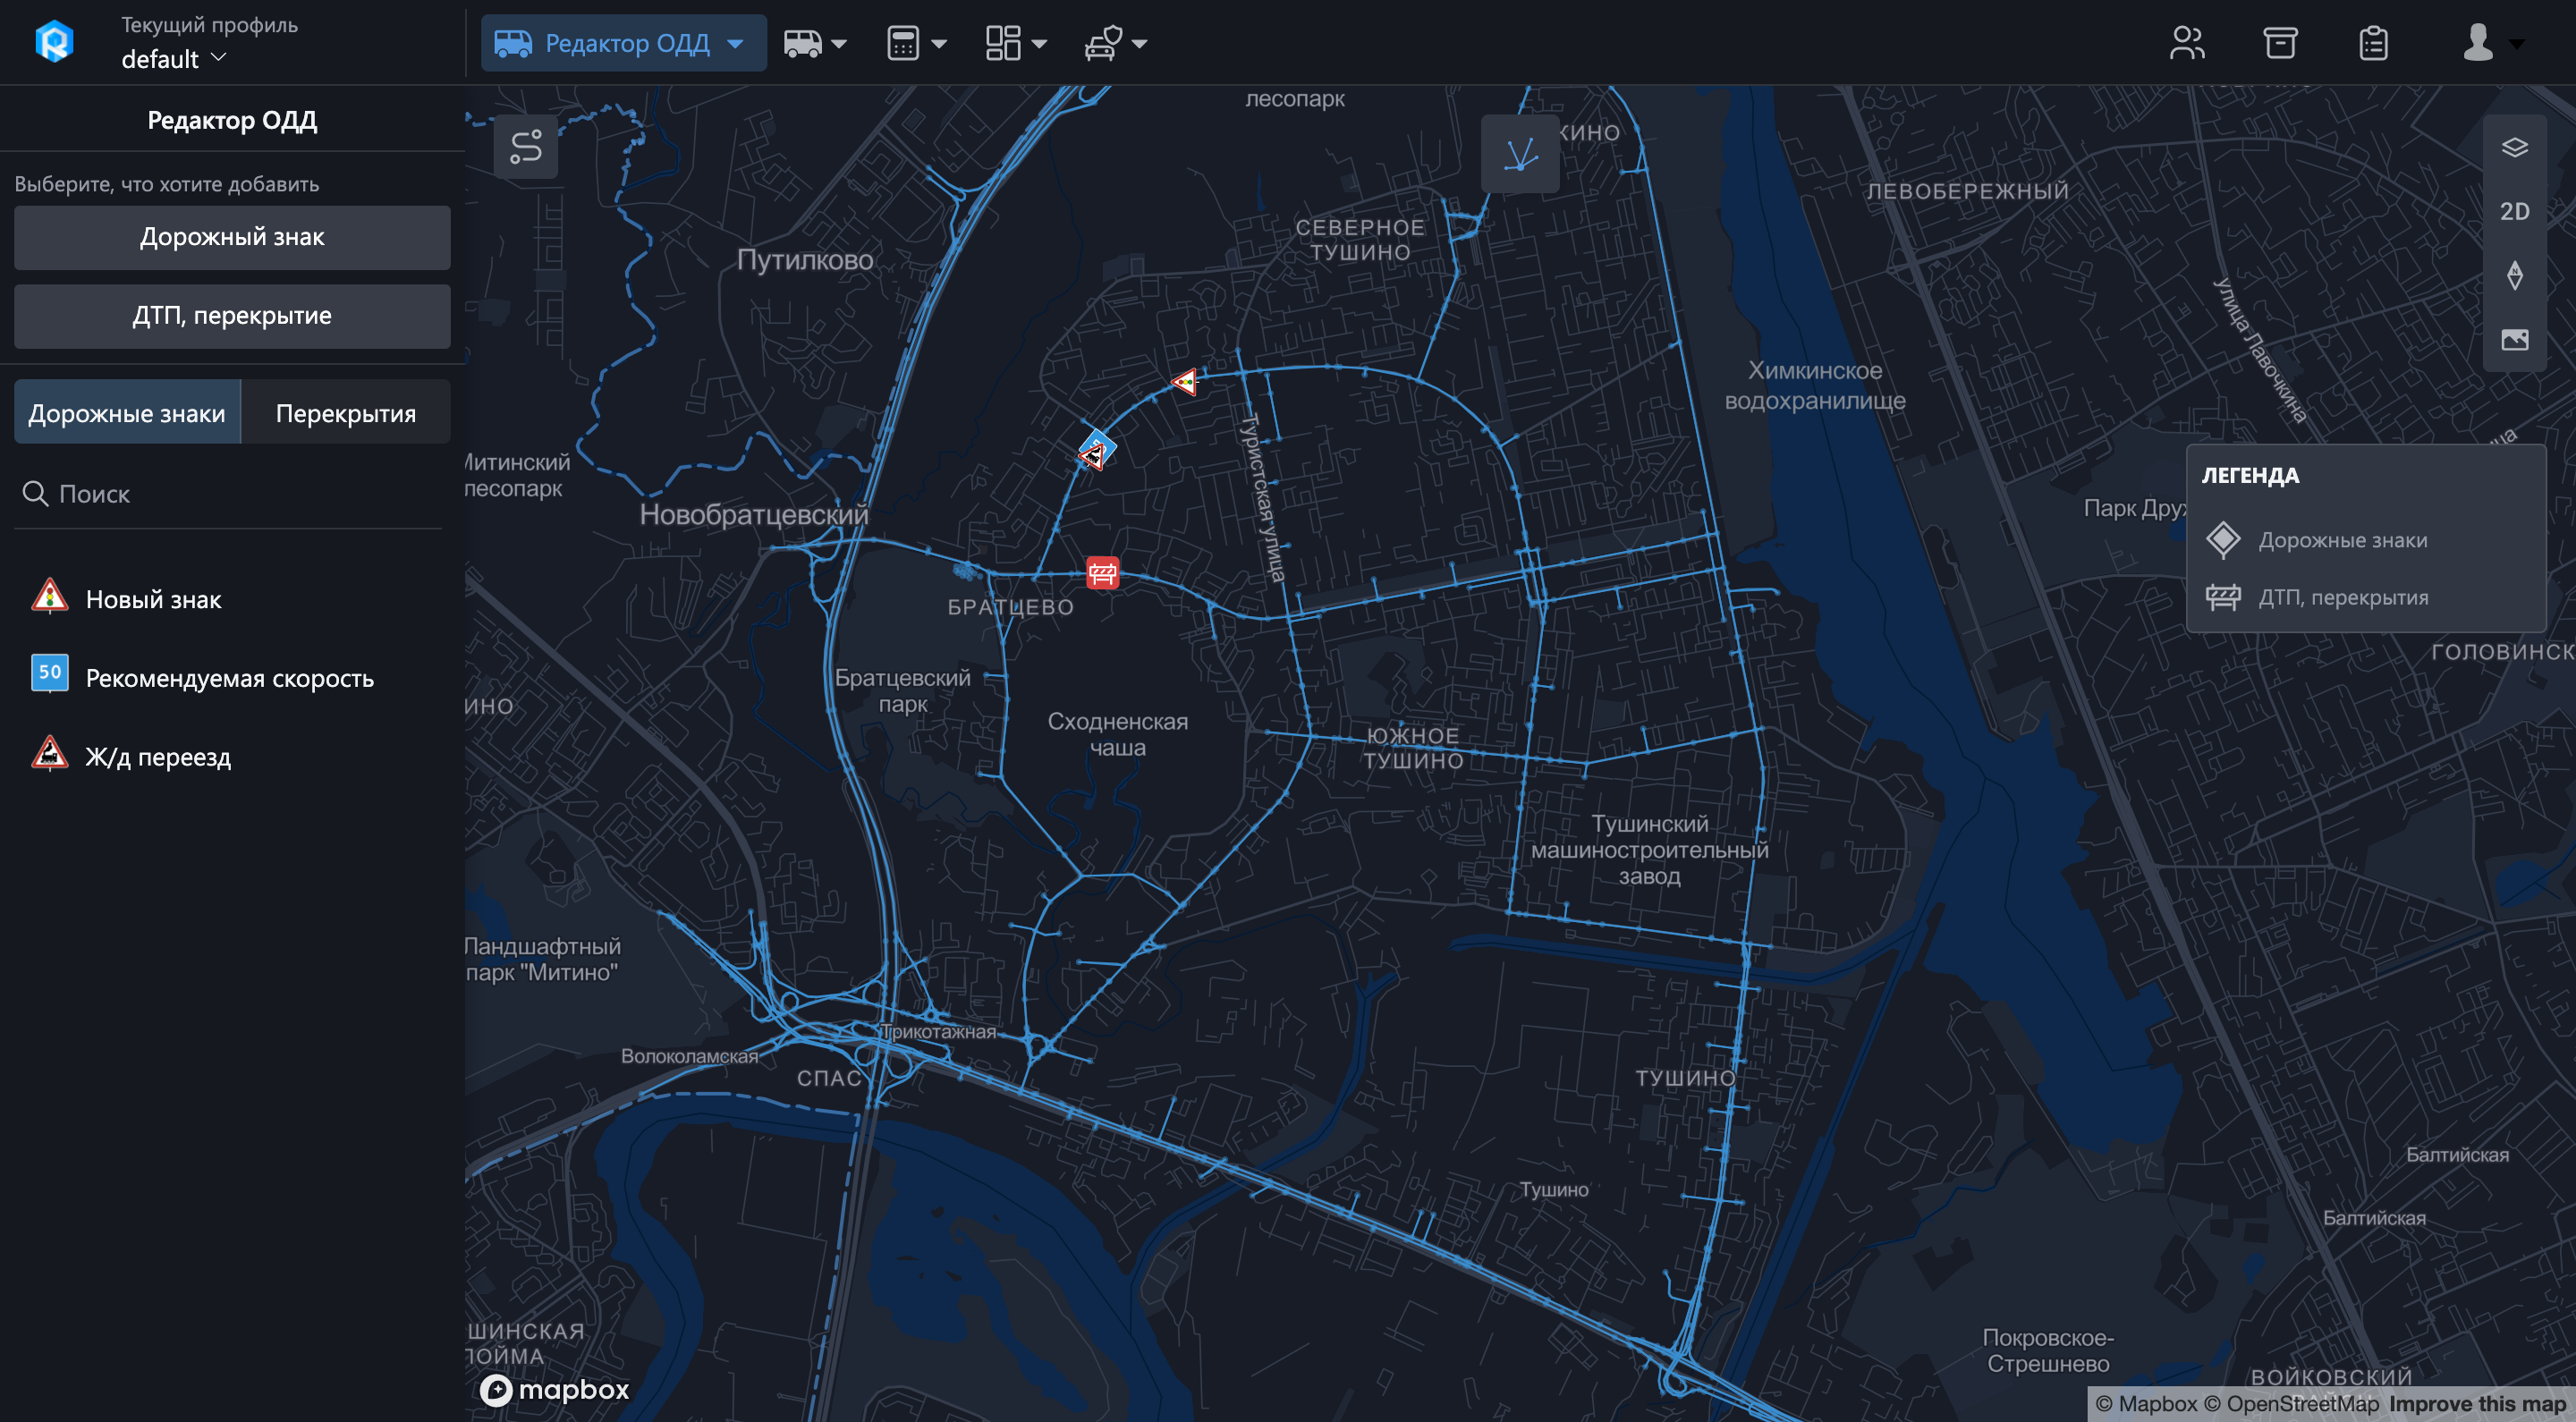 Текущий профиль
default
Редактор ОДД
Редактор ОДД
Выберите, что хотите добавить
Дорожный знак
ДТП, перекрытие
Дорожные знаки
Перекрытия
Поиск
Новый знак
50
Рекомендуемая скорость
Ж/д переезд
лесопарк
КИНО
ЛЕВОБЕРЕЖНЫЙ
2D
СЕВЕРНОЕ
ТУШИНО
Путилково
улица Лавочкина
Химкинское
водохранилище
Туристская улица
Митинский
лесопарк
Новобратцевский
ЛЕГЕНДА
Дорожные знаки
ДТП, перекрытия
Парк Дру
БРАТЦЕВО
ГОЛОВИНСК
Братцевский
парк
ИНО
Сходненская
чаша
ЮЖНОЕ
ТУШИНО
Тушинский
машиностроительный
завод
Ландшафтный
парк "Митино"
Трикотажная
Волоколамская
СПАС
ТУШИНО
Тушино
Балтийская
Балтийская
ШИНСКАЯ
ПОЙМА
Покровское-
Стрешнево
ВОЙКОВСКИЙ
mapbox
© Mapbox © OpenStreetMap Improve this map